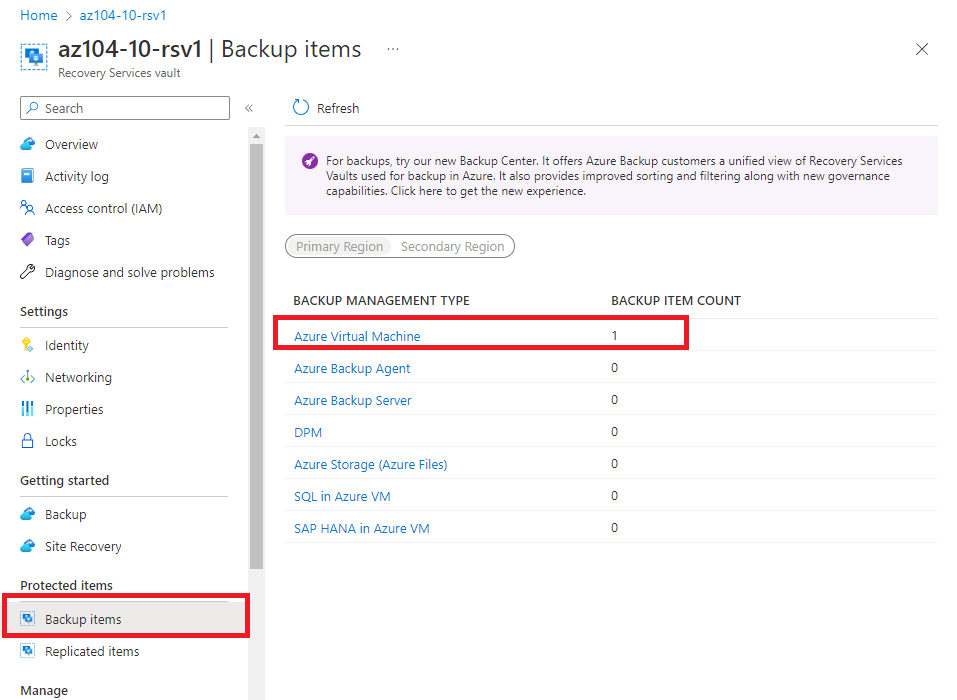 Home > az104-10-rsv1
az104-10-rsv1 | Backup items ...
Recovery Services vault
Search «
Overview
Activity log
Access control (IAM)
Tags
Diagnose and solve problems
Settings
Identity
Networking
Properties
Locks
Getting started
Backup
Site Recovery
Protected items
Backup items
Replicated items
Manage
Refresh
For backups, try our new Backup Center. It offers Azure Backup customers a unified view of Recovery Services
Vaults used for backup in Azure. It also provides improved sorting and filtering along with new governance
capabilities. Click here to get the new experience.
Primary Region Secondary Region
BACKUP MANAGEMENT TYPE BACKUP ITEM COUNT
Azure Virtual Machine 1
Azure Backup Agent 0
Azure Backup Server 0
DPM 0
Azure Storage (Azure Files) 0
SQL in Azure VM 0
SAP HANA in Azure VM 0